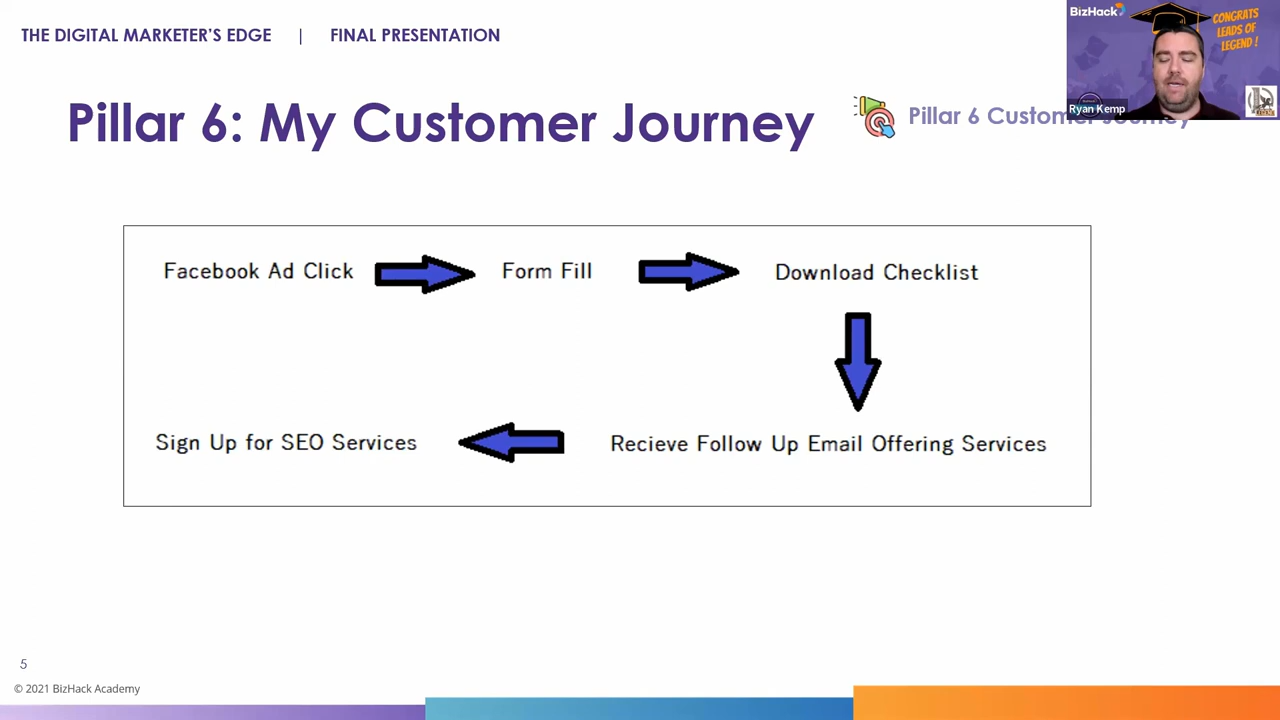 THE DIGITAL MARKETER'S EDGE | FINAL PRESENTATION
BizHack
CONGRATS
LEADS OF
LEGEND !
Ryan Kemp
Pillar 6: My Customer Journey
Pillar 6 Customer Journey
Facebook Ad Click
Form Fill
Download Checklist
Sign Up for SEO Services
Recieve Follow Up Email Offering Services
5
© 2021 BizHack Academy